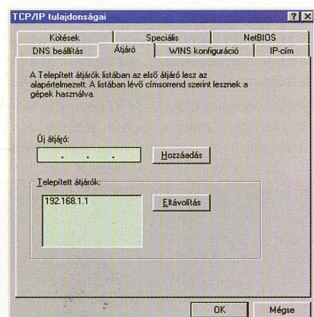 TCP/IP tulajdonságai
Kötések Speciális NetBIOS
DNS beállítás Átjáró WINS konfiguráció IP-cím
A Telepített átjárók listában az első átjáró lesz az
alapértelmezett. A listában lévő címsorrend szerint lesznek a
gépek használva.
Új átjáró:
. . .
Hozzáadás
Telepített átjárók:
192.168.1.1
Eltávolítás
OK Mégse